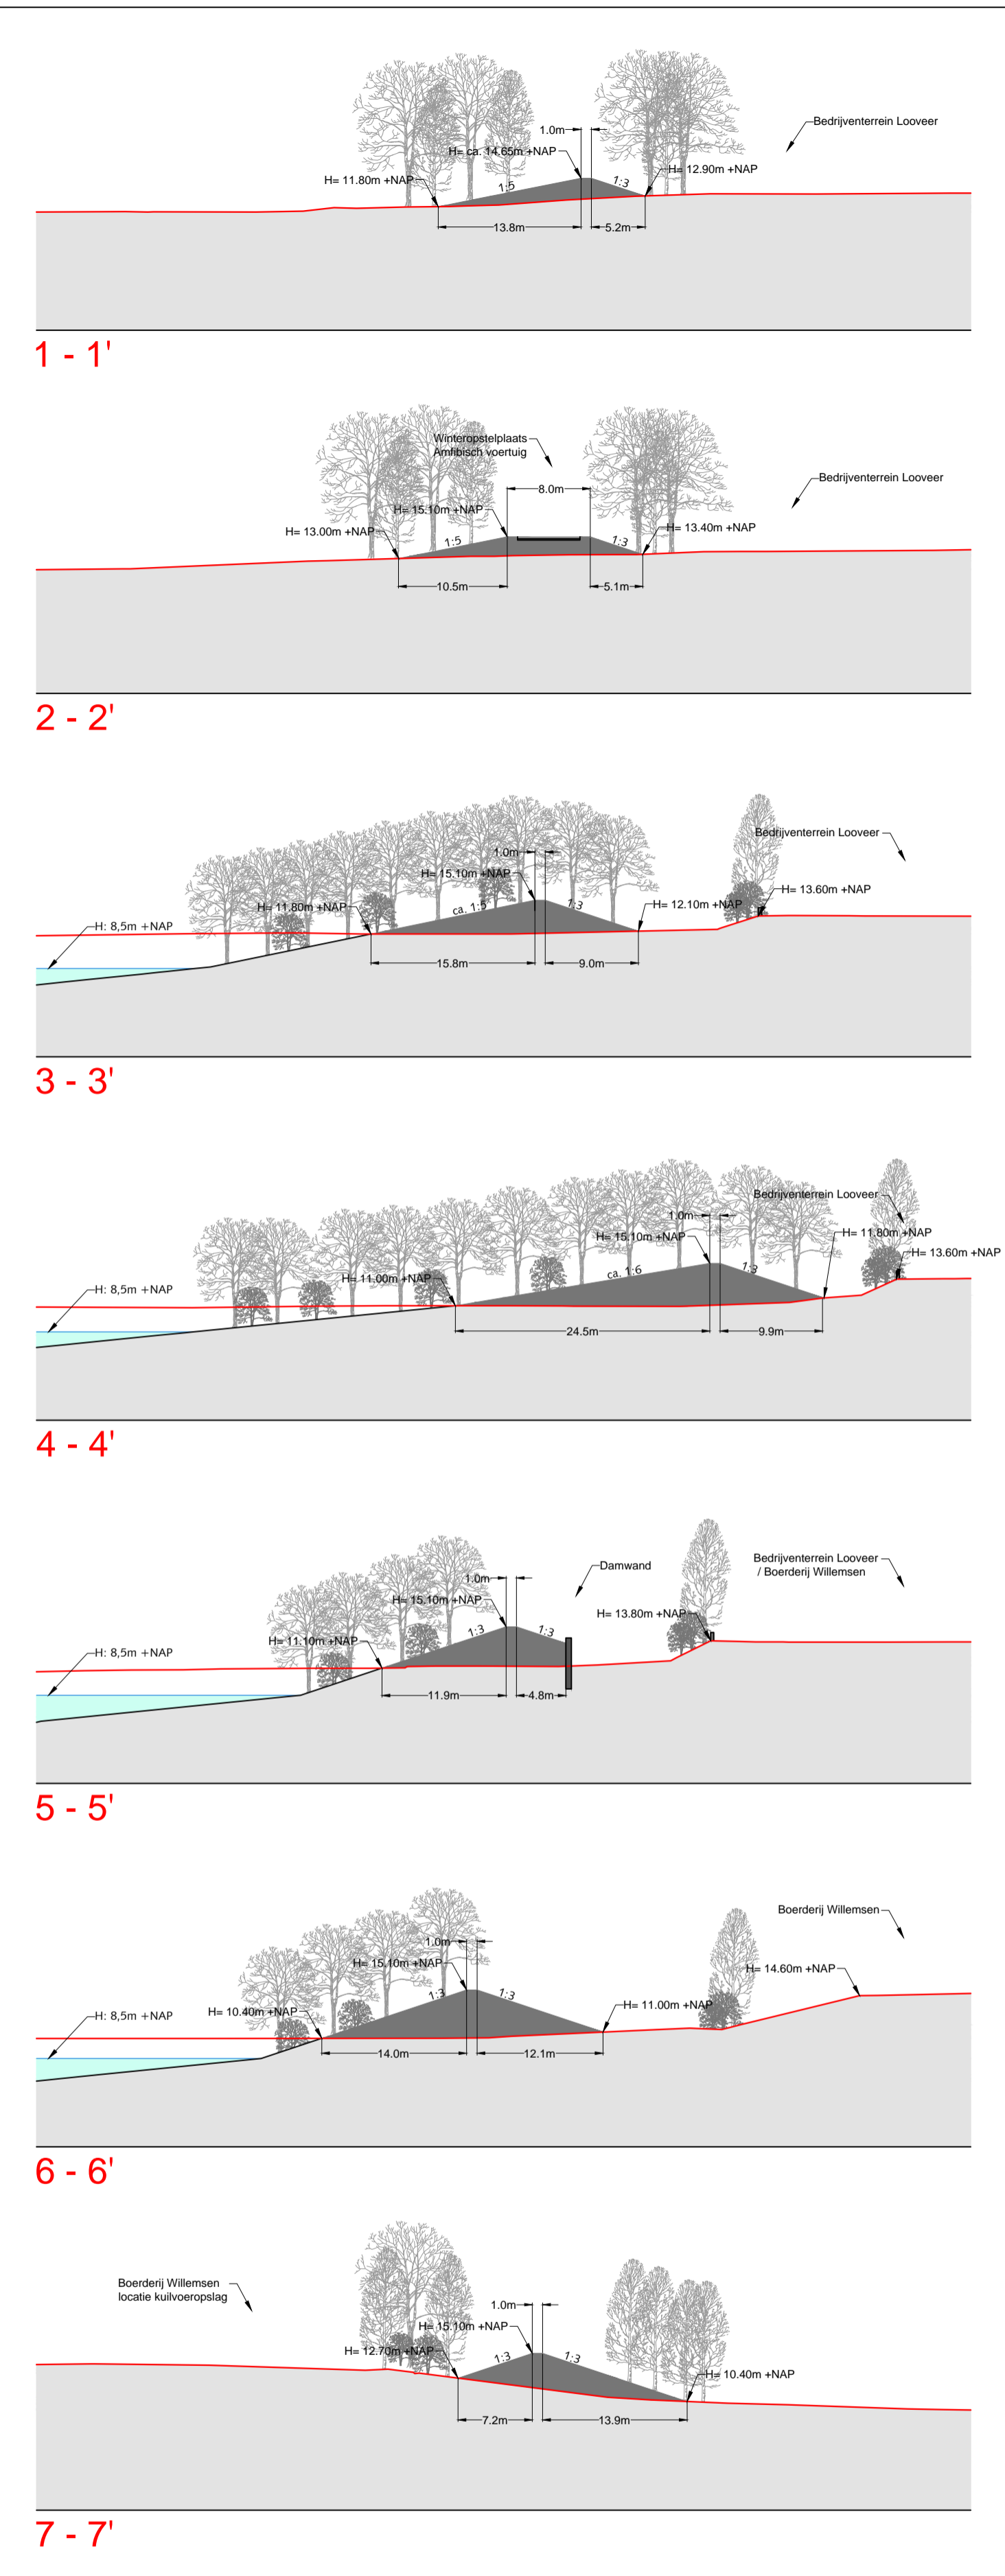 Bedrijventerrein Looveer
1.0m
H= ca. 14.65m +NAP
H= 12.90m +NAP
H= 11.80m +NAP
1:5
1:3
13.8m
5.2m
1 - 1'
Winteropstelplaats
Amfibisch voertuig
Bedrijventerrein Looveer
8.0m
H= 15.10m +NAP
H= 13.00m +NAP
H= 13.40m +NAP
1:5
1:3
10.5m
5.1m
2 - 2'
Bedrijventerrein Looveer
1.0m
H= 15.10m +NAP
H= 13.60m +NAP
H= 11.80m +NAP
ca. 1:5
1:3
H= 12.10m +NAP
H: 8,5m +NAP
15.8m
9.0m
3 - 3'
Bedrijventerrein Looveer
1.0m
H= 15.10m +NAP
H= 11.80m +NAP
H= 13.60m +NAP
ca. 1:6
1:3
H= 11.00m +NAP
H: 8,5m +NAP
24.5m
9.9m
4 - 4'
Damwand
Bedrijventerrein Looveer
/ Boerderij Willemsen
1.0m
H= 15.10m +NAP
H= 13.80m +NAP
1:3
1:3
H= 11.10m +NAP
H: 8,5m +NAP
11.9m
4.8m
5 - 5'
Boerderij Willemsen
1.0m
H= 15.10m +NAP
H= 14.60m +NAP
1:3
1:3
H= 10.40m +NAP
H= 11.00m +NAP
H: 8,5m +NAP
14.0m
12.1m
6 - 6'
Boerderij Willemsen
locatie kuilvoeropslag
1.0m
H= 15.10m +NAP
H= 12.70m +NAP
1:3
1:3
H= 10.40m +NAP
7.2m
13.9m
7 - 7'